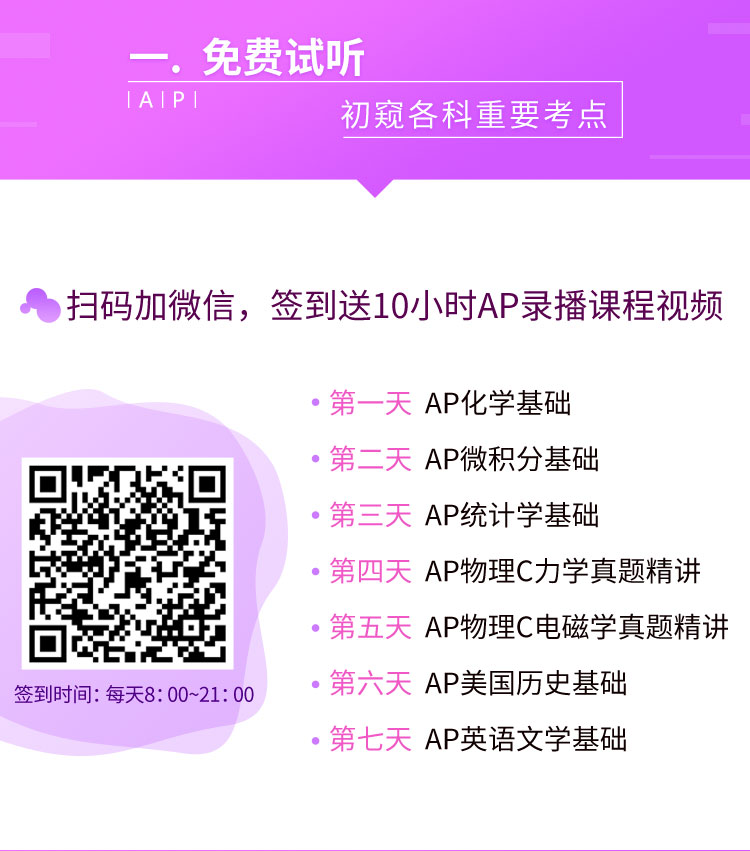 一. 免费试听
|A|P|
初窥各科重要考点
扫码加微信，签到送10小时AP录播课程视频
• 第一天 AP化学基础
• 第二天 AP微积分基础
• 第三天 AP统计学基础
• 第四天 AP物理C力学真题精讲
• 第五天 AP物理C电磁学真题精讲
• 第六天 AP美国历史基础
• 第七天 AP英语文学基础
签到时间：每天8：00~21：00